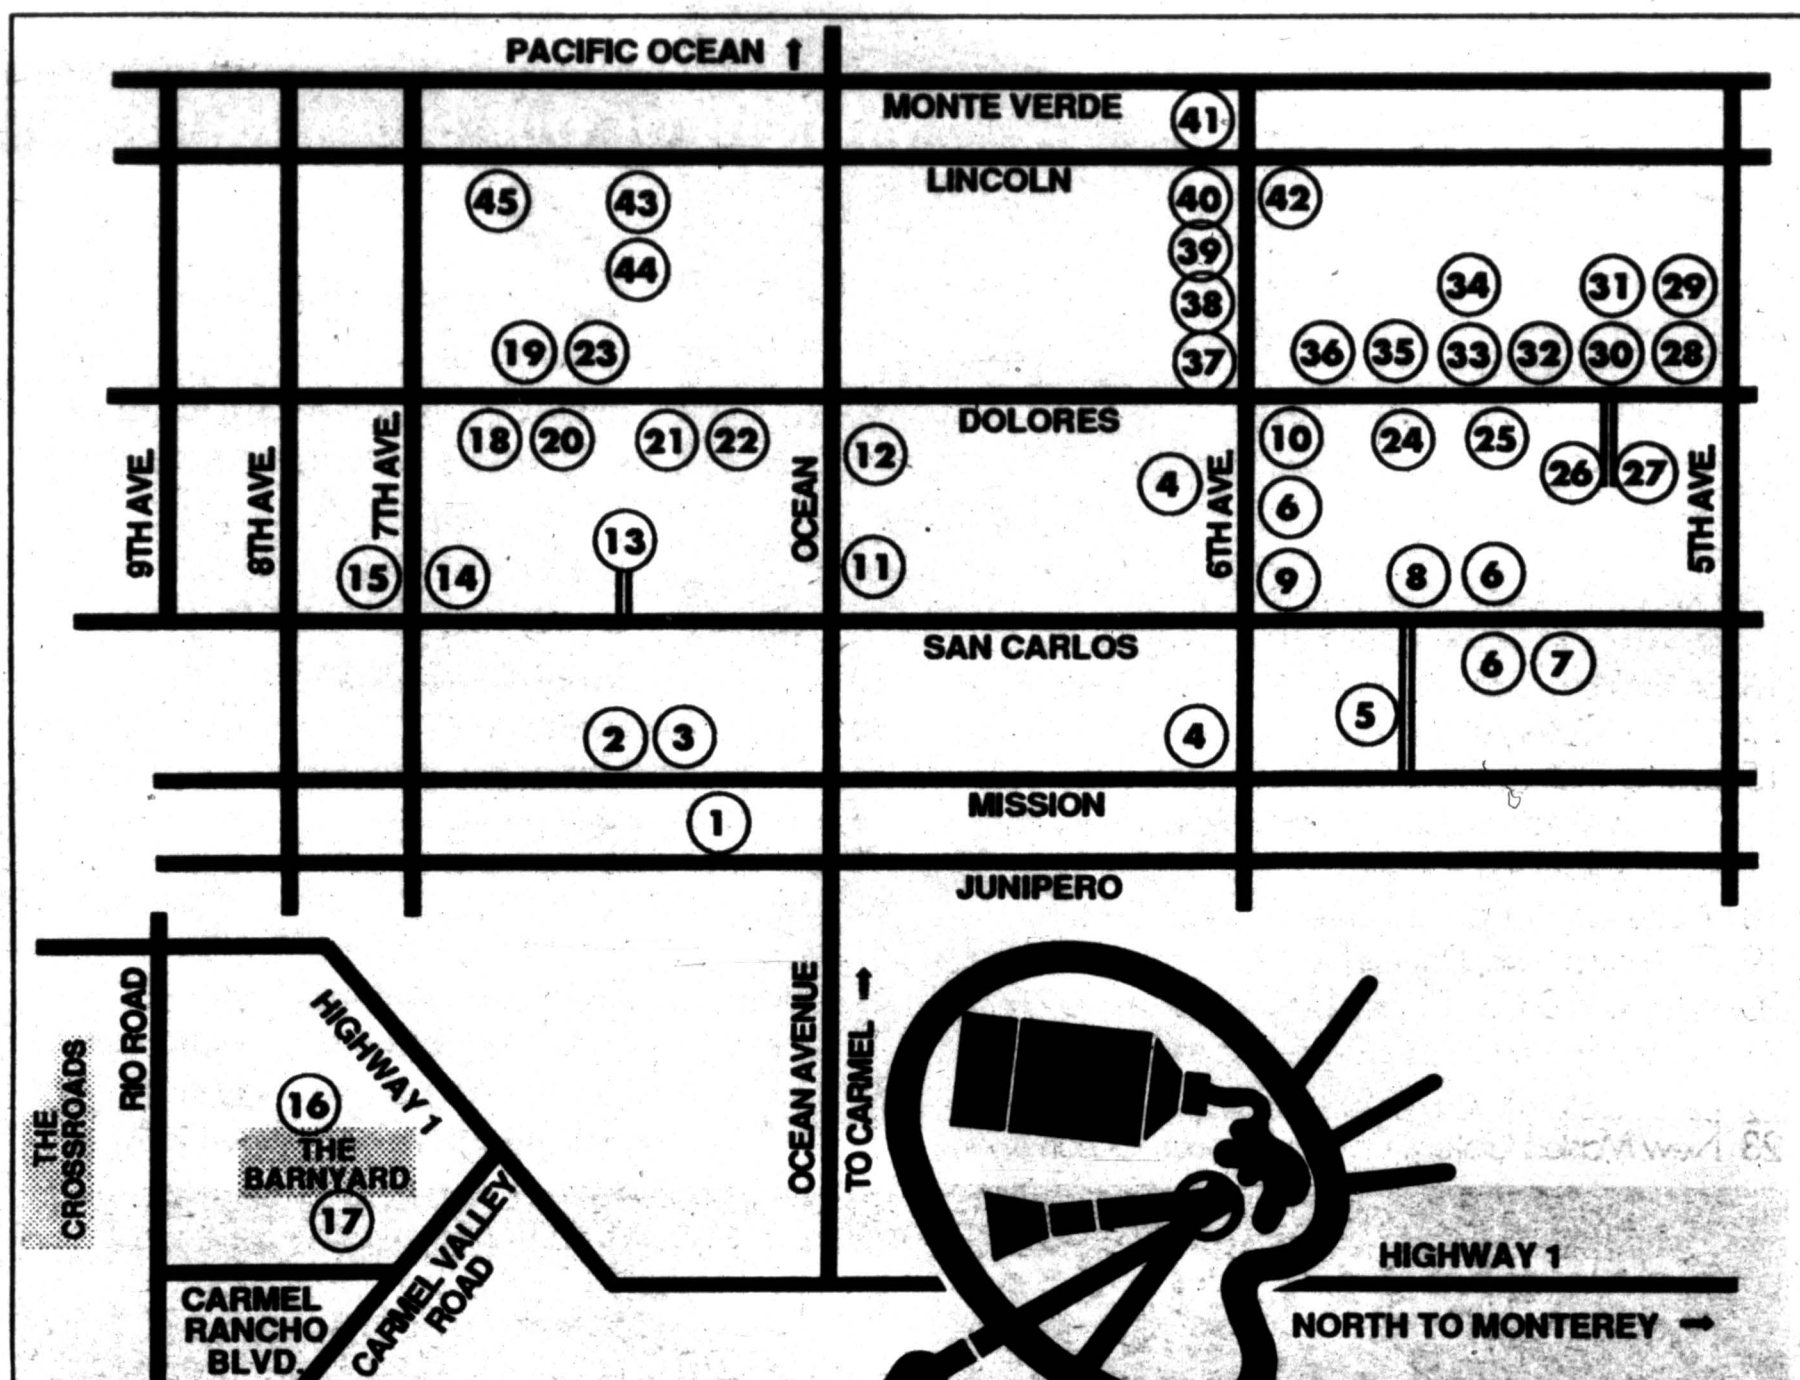 PACIFIC OCEAN ↑
MONTE VERDE
41
LINCOLN
45 43 40 42
44 39
34 31 29
38
19 23 37 36 35 33 32 30 28
DOLORES
18 20 21 22 12 10 24 25
4 26 27
9TH AVE.
8TH AVE.
7TH AVE.
OCEAN
6TH AVE.
5TH AVE.
6
13
15 14 11 9 8 6
SAN CARLOS
6 7
5
2 3 4
MISSION
1
JUNIPERO
THE
CROSSROADS
RIO ROAD
HIGHWAY 1
16
THE
BARNYARD
17
CARMEL
RANCHO
BLVD.
CARMEL VALLEY
ROAD
OCEAN AVENUE
TO CARMEL →
HIGHWAY 1
NORTH TO MONTEREY →